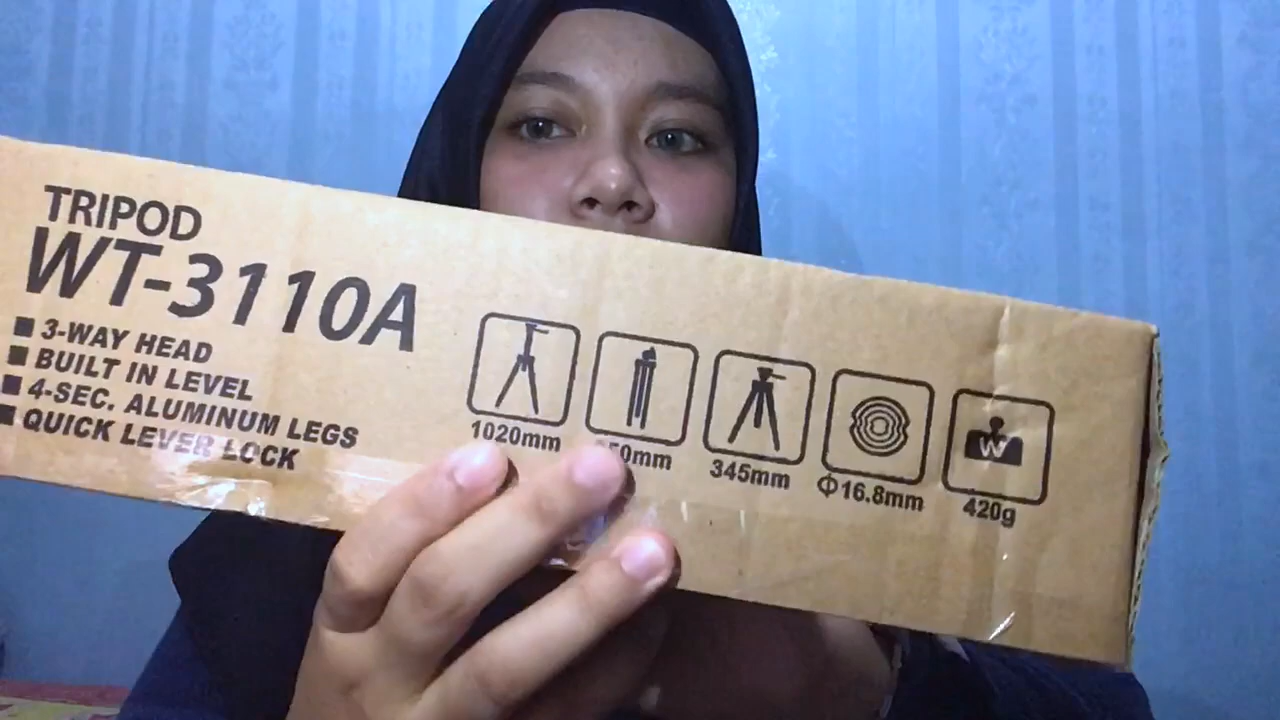 TRIPOD
WT-3110A
3-WAY HEAD
BUILT IN LEVEL
4-SEC. ALUMINUM LEGS
QUICK LEVER LOCK
1020mm
345mm
Φ16.8mm
W
420g